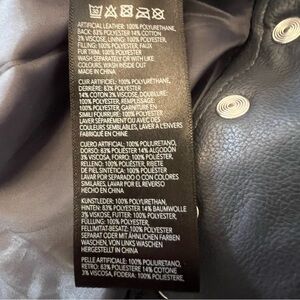 ARTIFICIAL LEATHER: 100% POLYURETHANE,
BACK: 83% POLYESTER 14% COTTON
3% VISCOSE, LINING: 100% POLYESTER,
FILLING: 100% POLYESTER, FAUX
FUR TRIM: 100% POLYESTER
WASH SEPARATELY OR WITH LIKE
COLOURS. WASH INSIDE OUT
MADE IN CHINA
CUIR ARTIFICIEL: 100% POLYURÉTHANE,
DERRIÈRE: 83% POLYESTER
14% COTON 3% VISCOSE, DOUBLURE:
100% POLYESTER, REMPLISSAGE:
100% POLYESTER, GARNITURE EN
SIMILI FOURRURE: 100% POLYESTER
LAVER SÉPARÉMENT OU AVEC DES
COULEURS SEMBLABLES, LAVER À L'ENVERS
FABRIQUÉ EN CHINE
CUERO ARTIFICIAL: 100% POLIURETANO,
DORSO: 83% POLIÉSTER 14% ALGODÓN
3% VISCOSA, FORRO: 100% POLIÉSTER,
RELLENO: 100% POLIÉSTER, RIBETE
DE PIEL SINTÉTICA: 100% POLIÉSTER
LAVAR POR SEPARADO O CON COLORES
SIMILARES, LAVAR POR EL REVERSO
HECHO EN CHINA
KUNSTLEDER: 100% POLYURETHAN,
HINTEN: 83% POLYESTER 14% BAUMWOLLE
3% VISKOSE, FUTTER: 100% POLYESTER,
FÜLLUNG: 100% POLYESTER,
FELLIMITAT-BESATZ: 100% POLYESTER
SEPARAT ODER MIT ÄHNLICHEN FARBEN
WASCHEN, VON LINKS WASCHEN
HERGESTELLT IN CHINA
PELLE ARTIFICIALE: 100% POLIURETANO,
RETRO: 83% POLIESTERE 14% COTONE
3% VISCOSA, FODERA: 100% POLIESTERE,